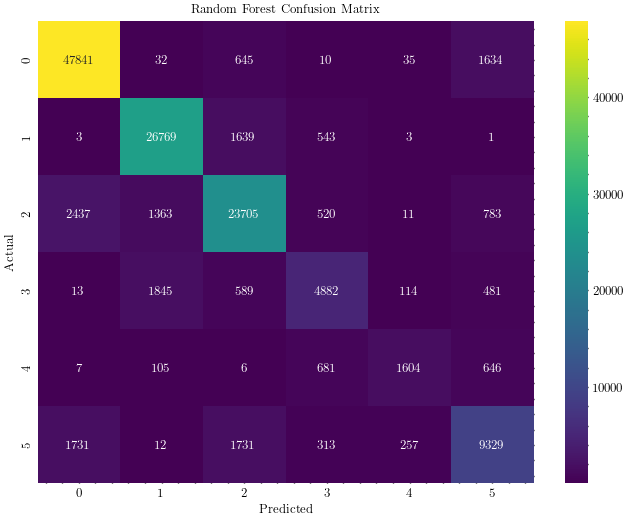 Random Forest Confusion Matrix
0 47841 32 645 10 35 1634
1 3 26769 1639 543 3 1
2 2437 1363 23705 520 11 783
3 13 1845 589 4882 114 481
4 7 105 6 681 1604 646
5 1731 12 1731 313 257 9329
0 1 2 3 4 5
Predicted
Actual
40000
30000
20000
10000